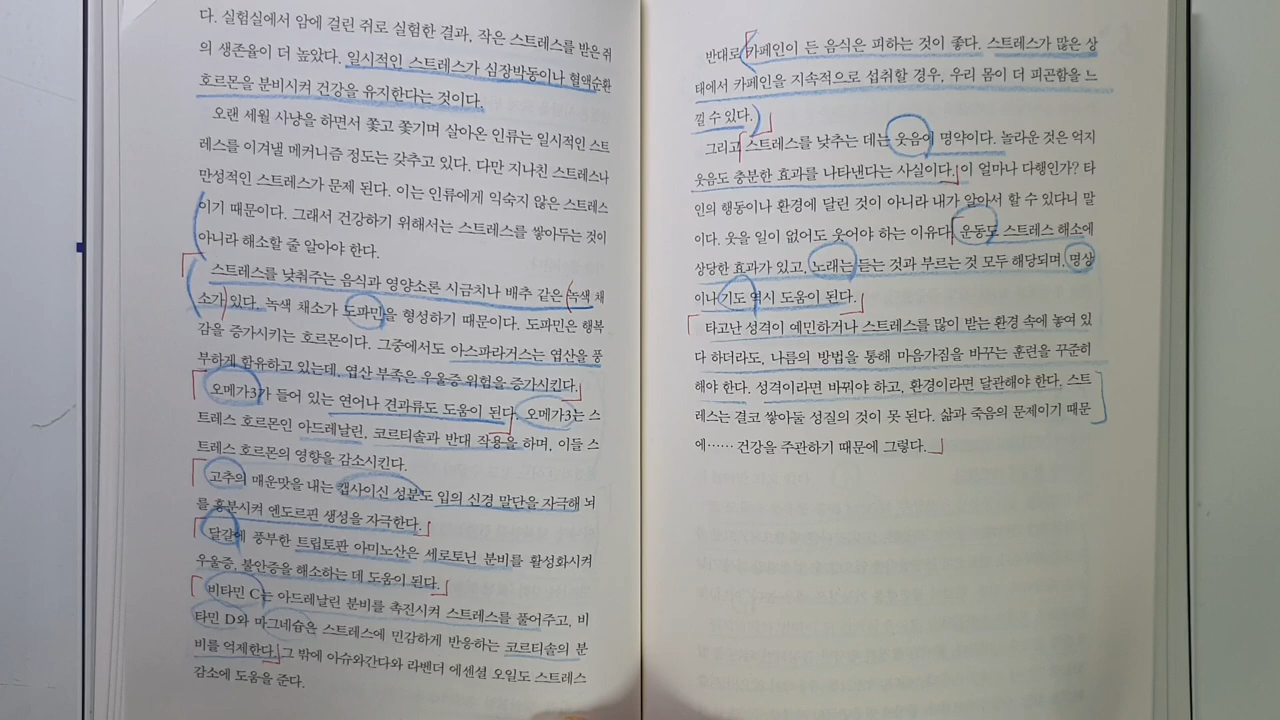 다. 실험실에서 암에 걸린 쥐로 실험한 결과, 작은 스트레스를 받은 쥐
의 생존율이 더 높았다. 일시적인 스트레스가 심장박동이나 혈액순환
호르몬을 분비시켜 건강을 유지한다는 것이다.
오랜 세월 사냥을 하면서 쫓고 쫓기며 살아온 인류는 일시적인 스트
레스를 이겨낼 메커니즘 정도는 갖추고 있다. 다만 지나친 스트레스나
만성적인 스트레스가 문제 된다. 이는 인류에게 익숙지 않은 스트레스
이기 때문이다. 그래서 건강하기 위해서는 스트레스를 쌓아두는 것이
아니라 해소할 줄 알아야 한다.
스트레스를 낮춰주는 음식과 영양소론 시금치나 배추 같은 녹색 채
소가 있다. 녹색 채소가 도파민을 형성하기 때문이다. 도파민은 행복
감을 증가시키는 호르몬이다. 그중에서도 아스파라거스는 엽산을 풍
부하게 함유하고 있는데, 엽산 부족은 우울증 위험을 증가시킨다.
오메가3가 들어 있는 연어나 견과류도 도움이 된다. 오메가3는 스
트레스 호르몬인 아드레날린, 코르티솔과 반대 작용을 하며, 이들 스
트레스 호르몬의 영향을 감소시킨다.
고추의 매운맛을 내는 캡사이신 성분도 입의 신경 말단을 자극해 뇌
를 흥분시켜 엔도르핀 생성을 자극한다.
달걀에 풍부한 트립토판 아미노산은 세로토닌 분비를 활성화시켜
우울증, 불안증을 해소하는 데 도움이 된다.
비타민 C는 아드레날린 분비를 촉진시켜 스트레스를 풀어주고, 비
타민 D와 마그네슘은 스트레스에 민감하게 반응하는 코르티솔의 분
비를 억제한다. 그 밖에 아슈와간다와 라벤더 에센셜 오일도 스트레스
감소에 도움을 준다.
반대로 카페인이 든 음식은 피하는 것이 좋다. 스트레스가 많은 상
태에서 카페인을 지속적으로 섭취할 경우, 우리 몸이 더 피곤함을 느
낄 수 있다.
그리고 스트레스를 낮추는 데는 웃음이 명약이다. 놀라운 것은 억지
웃음도 충분한 효과를 나타낸다는 사실이다. 이 얼마나 다행인가? 타
인의 행동이나 환경에 달린 것이 아니라 내가 알아서 할 수 있다니 말
이다. 웃을 일이 없어도 웃어야 하는 이유다. 운동도 스트레스 해소에
상당한 효과가 있고, 노래는 듣는 것과 부르는 것 모두 해당되며, 명상
이나 기도 역시 도움이 된다.
타고난 성격이 예민하거나 스트레스를 많이 받는 환경 속에 놓여 있
다 하더라도, 나름의 방법을 통해 마음가짐을 바꾸는 훈련을 꾸준히
해야 한다. 성격이라면 바꿔야 하고, 환경이라면 달관해야 한다. 스트
레스는 결코 쌓아둘 성질의 것이 못 된다. 삶과 죽음의 문제이기 때문
에…… 건강을 주관하기 때문에 그렇다.